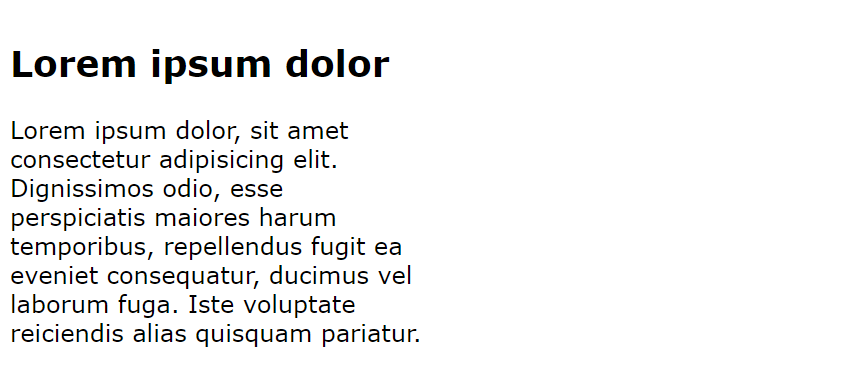 Lorem ipsum dolor
Lorem ipsum dolor, sit amet
consectetur adipisicing elit.
Dignissimos odio, esse
perspiciatis maiores harum
temporibus, repellendus fugit ea
eveniet consequatur, ducimus vel
laborum fuga. Iste voluptate
reiciendis alias quisquam pariatur.